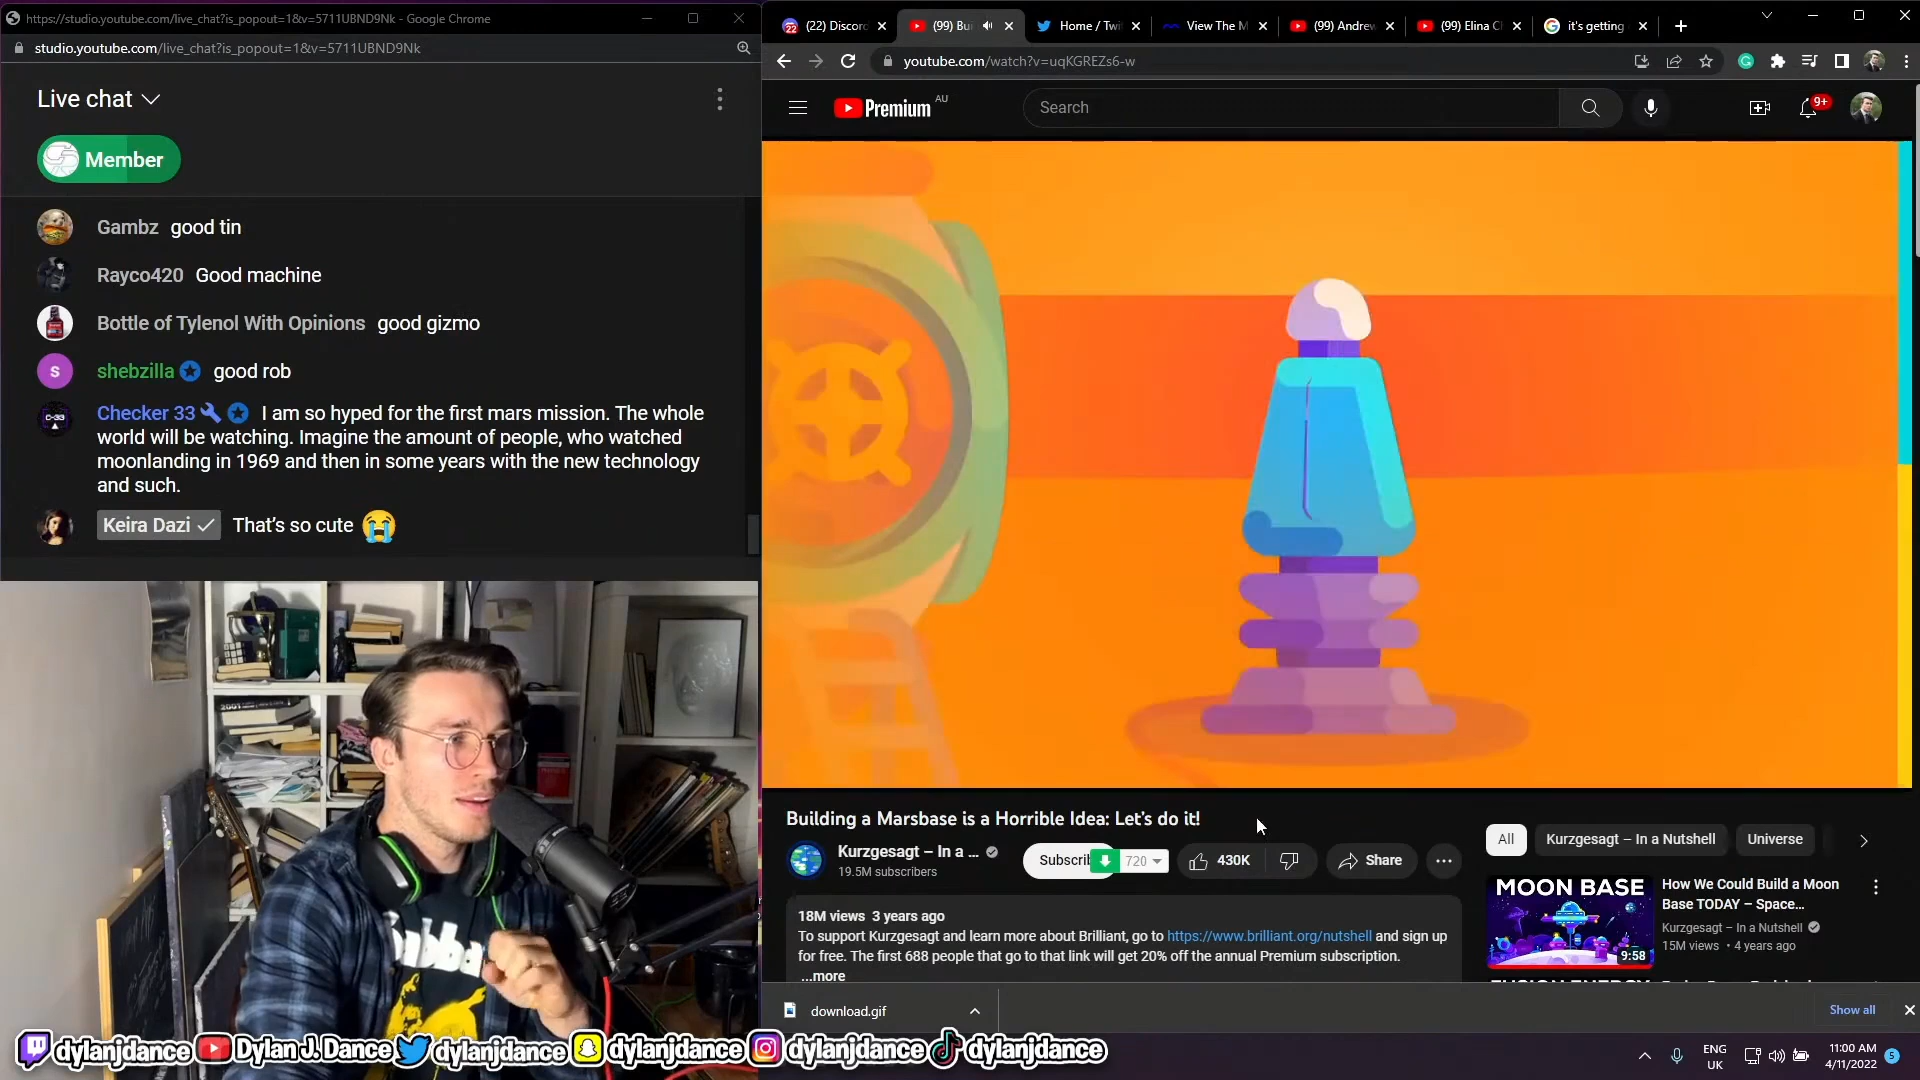 https://studio.youtube.com/live_chat?is_popout=1&v=5711UBND9Nk - Google Chrome
studio.youtube.com/live_chat?is_popout=1&v=5711UBND9Nk
Live chat
Member
Gambz good tin
Rayco420 Good machine
Bottle of Tylenol With Opinions good gizmo
S shebzilla good rob
C-33 Checker 33 I am so hyped for the first mars mission. The whole
world will be watching. Imagine the amount of people, who watched
moonlanding in 1969 and then in some years with the new technology
and such.
Keira Dazi That's so cute 😭
22 (22) Discord
(99) Bui
Home / Twi
View The M
(99) Andrew
(99) Elina C
it's getting
youtube.com/watch?v=uqKGREZs6-w
Premium AU
Search
9+
Building a Marsbase is a Horrible Idea: Let's do it!
Kurzgesagt – In a ...
19.5M subscribers
Subscrib
720
430K
Share
18M views 3 years ago
To support Kurzgesagt and learn more about Brilliant, go to https://www.brilliant.org/nutshell and sign up
for free. The first 688 people that go to that link will get 20% off the annual Premium subscription.
...more
All
Kurzgesagt – In a Nutshell
Universe
MOON BASE
9:58
How We Could Build a Moon
Base TODAY – Space...
Kurzgesagt – In a Nutshell
15M views • 4 years ago
download.gif
Show all
dylanjdance
Dylan J. Dance
dylanjdance
dylanjdance
dylanjdance
dylanjdance
ENG
UK
11:00 AM
4/11/2022
5